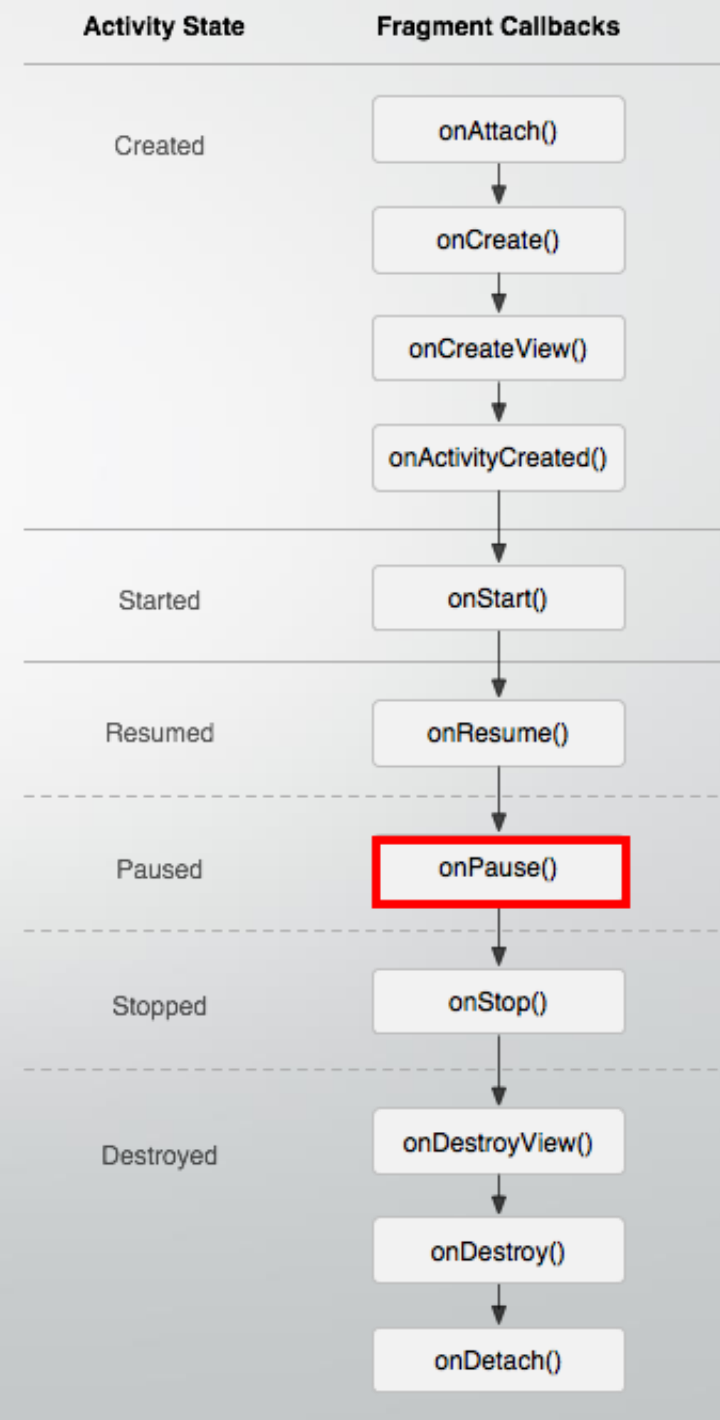 Activity State
Fragment Callbacks
Created
onAttach()
onCreate()
onCreateView()
onActivityCreated()
Started
onStart()
Resumed
onResume()
Paused
onPause()
Stopped
onStop()
Destroyed
onDestroyView()
onDestroy()
onDetach()